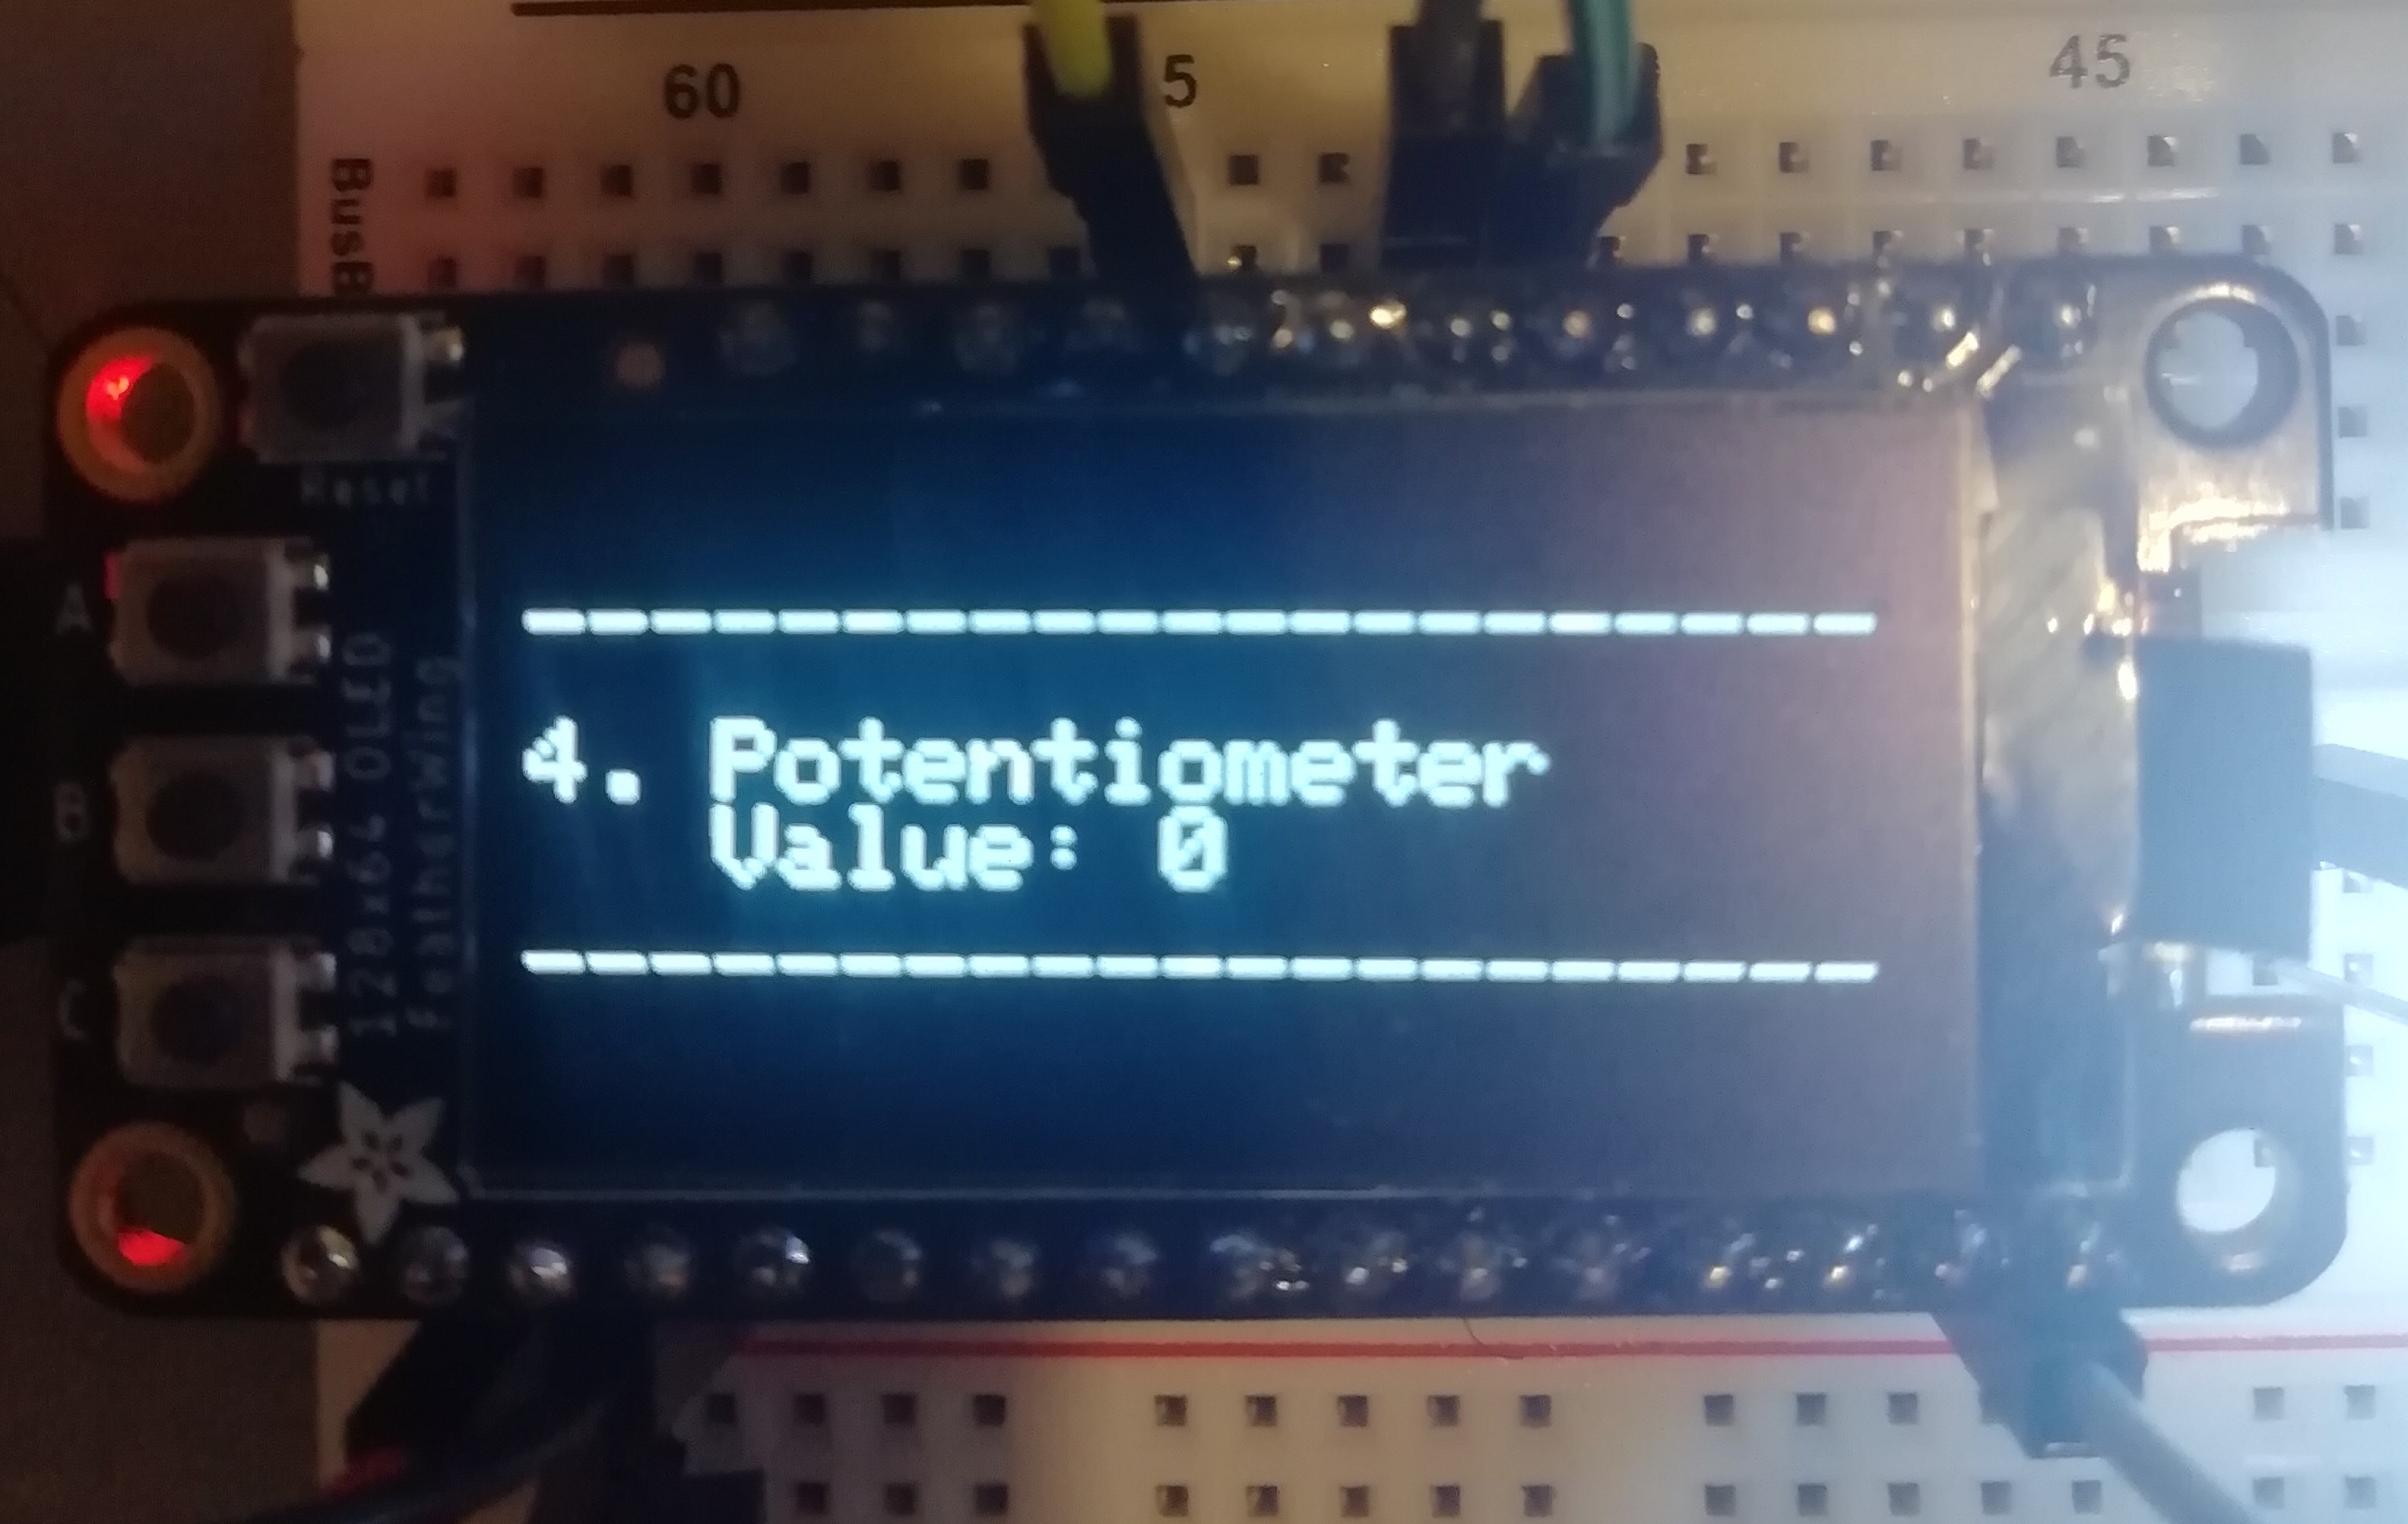 60
5
45
BusB
Reset
A
B
C
128x64 OLED
FeatherWing
---------------------
4. Potentiometer
Value: 0
---------------------